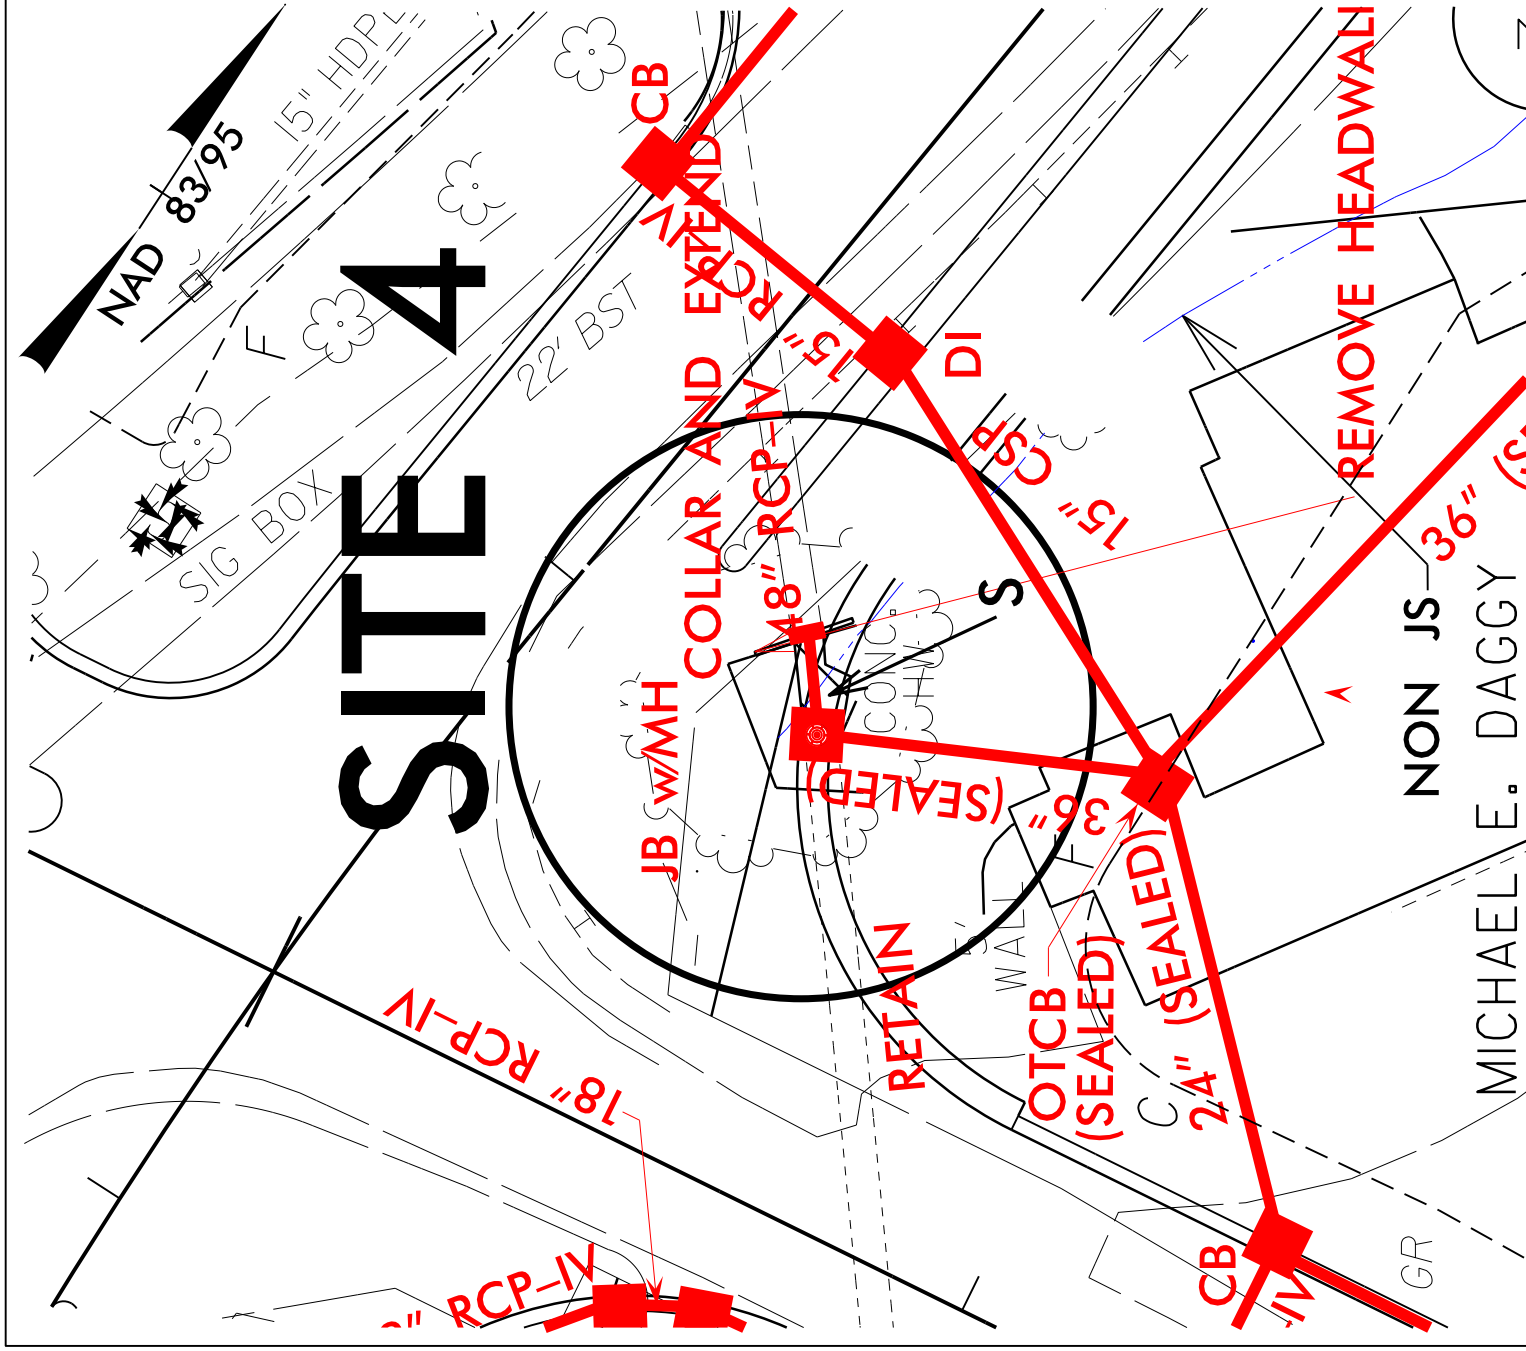 NAD 83/95
15" HDPE
SITE 4
F
SIG BOX
22' BST
CB
15" RCP-IV
DI
COLLAR AND EXTEND
48" RCP-IV
15" CSP
REMOVE HEADWALL
JB w/MH
CONC.
S
36" (SEALED)
36"
NON JS
MICHAEL E. DAGGY
RETAIN
5'
WALL
F
OTCB
(SEALED)
24" (SEALED)
C
18" RCP-IV
RCP-IV
CB
IV
GR